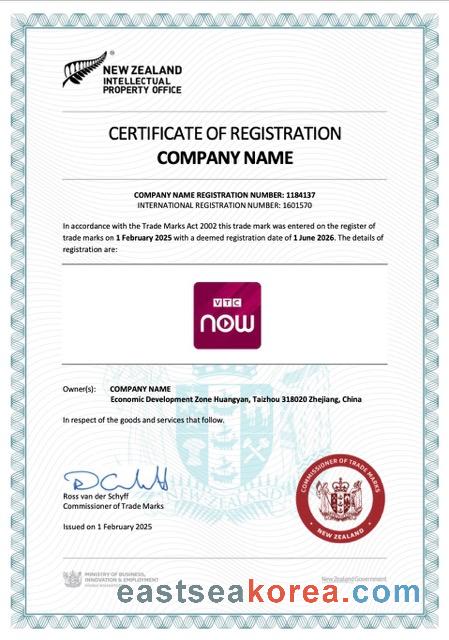 NEW ZEALAND
INTELLECTUAL
PROPERTY OFFICE
CERTIFICATE OF REGISTRATION
COMPANY NAME
COMPANY NAME REGISTRATION NUMBER: 1184137
INTERNATIONAL REGISTRATION NUMBER: 1601570
In accordance with the Trade Marks Act 2002 this trade mark was entered on the register of
trade marks on 1 February 2025 with a deemed registration date of 1 June 2026. The details of
registration are:
VTC
now
Owner(s): COMPANY NAME
Economic Development Zone Huangyan, Taizhou 318020 Zhejiang, China
In respect of the goods and services that follow.
NEW ZEALAND
Ross van der Schyff
Commissioner of Trade Marks
Issued on 1 February 2025
COMMISSIONER OF TRADE MARKS
NEW ZEALAND
MINISTRY OF BUSINESS,
INNOVATION & EMPLOYMENT
New Zealand Government
eastseakorea.com